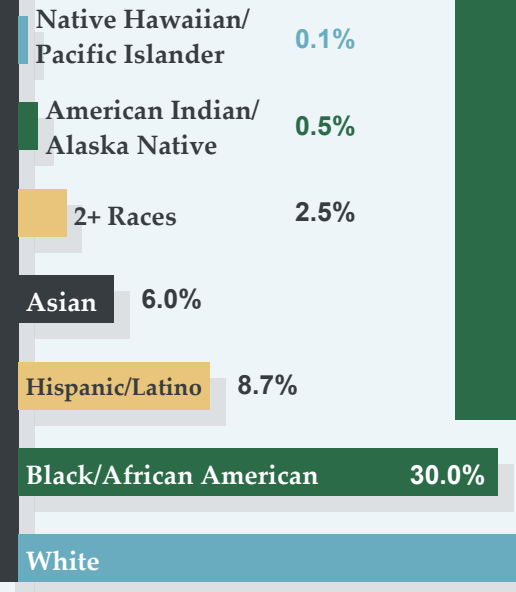 Native Hawaiian/
Pacific Islander 0.1%
American Indian/
Alaska Native 0.5%
2+ Races 2.5%
Asian 6.0%
Hispanic/Latino 8.7%
Black/African American 30.0%
White